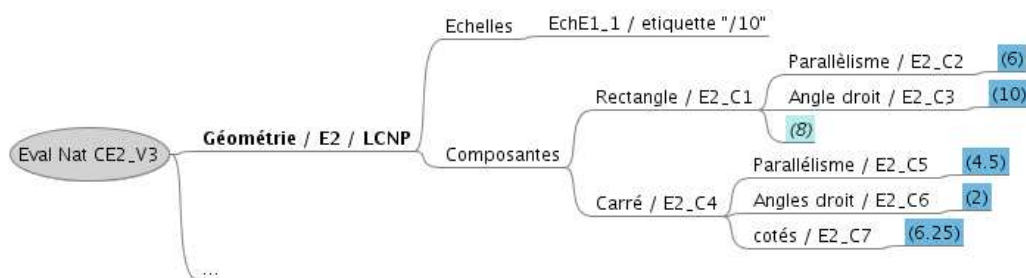 Eval Nat CE2_V3
Géométrie / E2 / LCNP
Echelles
EchE1_1 / etiquette "/10"
Composantes
Rectangle / E2_C1
Parallèlisme / E2_C2
(6)
Angle droit / E2_C3
(10)
(8)
Carré / E2_C4
Parallélisme / E2_C5
(4.5)
Angles droit / E2_C6
(2)
cotés / E2_C7
(6.25)
...